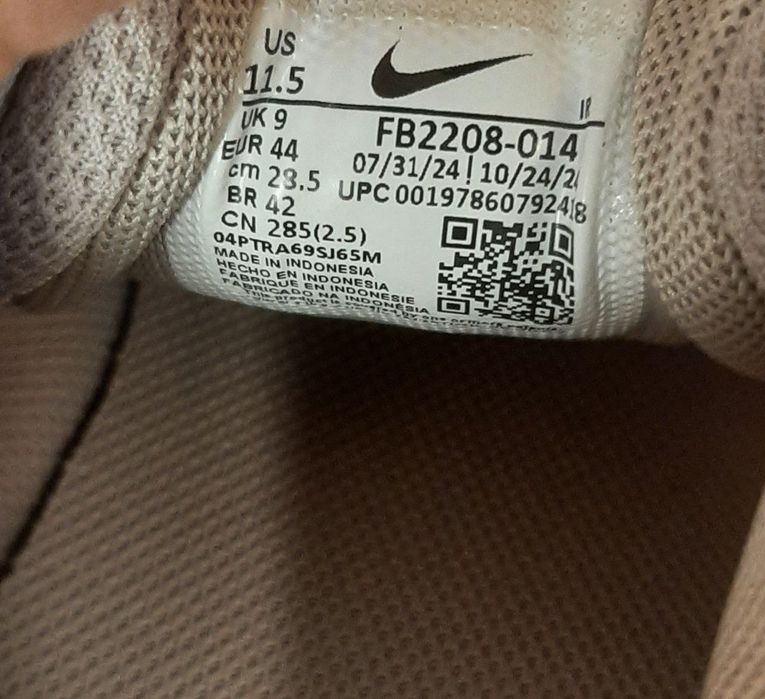 US
11.5
UK 9
EUR 44
cm 28.5
BR 42
CN 285(2.5)
04PTRA69SJ65M
MADE IN INDONESIA
HECHO EN INDONESIA
FABRIQUE EN INDONESIE
FABRICADO NA INDONESIA
FB2208-014
07/31/24 10/24/2
UPC 00197860792418